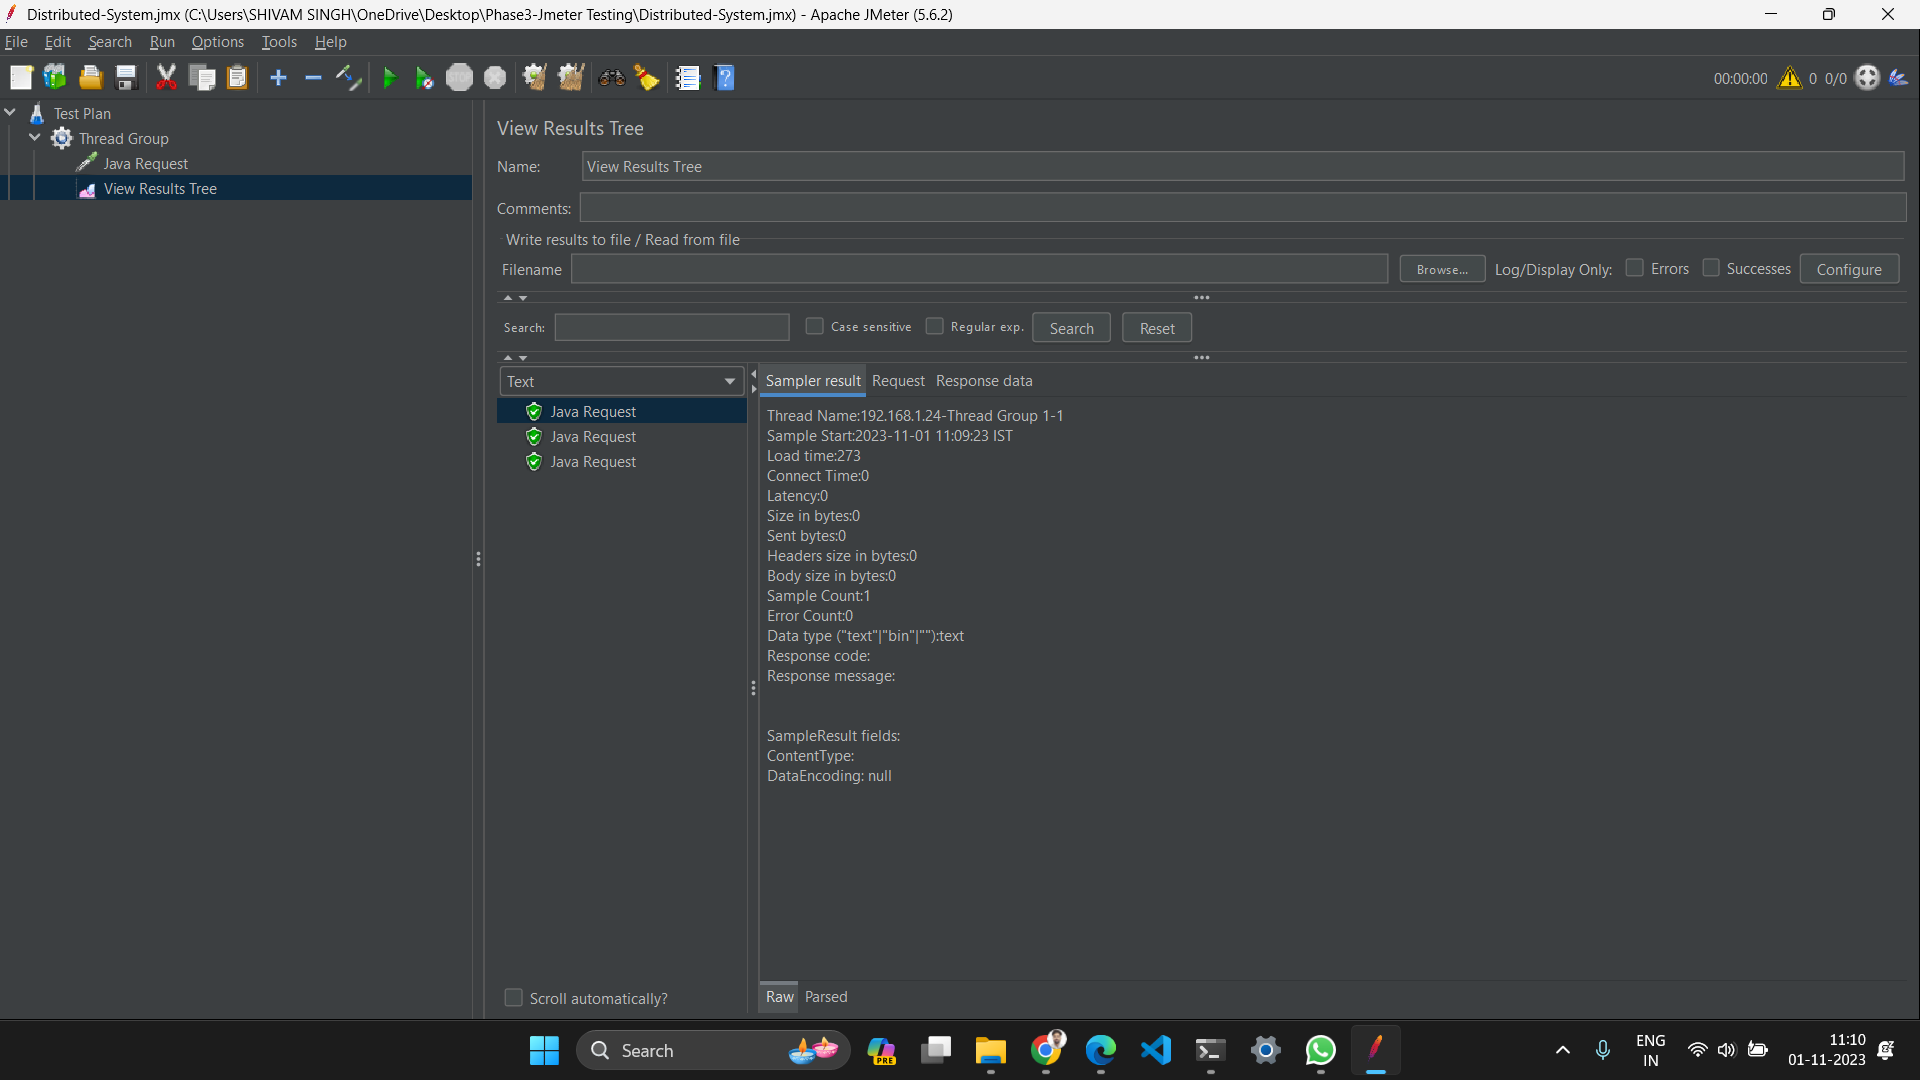 Distributed-System.jmx (C:\Users\SHIVAM SINGH\OneDrive\Desktop\Phase3-Jmeter Testing\Distributed-System.jmx) - Apache JMeter (5.6.2)
File Edit Search Run Options Tools Help
00:00:00 0 0/0
Test Plan
Thread Group
Java Request
View Results Tree
View Results Tree
Name: View Results Tree
Comments:
Write results to file / Read from file
Filename Browse... Log/Display Only: Errors Successes Configure
Search: Case sensitive Regular exp. Search Reset
Text
Java Request
Java Request
Java Request
Scroll automatically?
Sampler result Request Response data
Thread Name:192.168.1.24-Thread Group 1-1
Sample Start:2023-11-01 11:09:23 IST
Load time:273
Connect Time:0
Latency:0
Size in bytes:0
Sent bytes:0
Headers size in bytes:0
Body size in bytes:0
Sample Count:1
Error Count:0
Data type ("text"|"bin"|""):text
Response code:
Response message:
SampleResult fields:
ContentType:
DataEncoding: null
Raw Parsed
Search
PRE
ENG
IN
11:10
01-11-2023